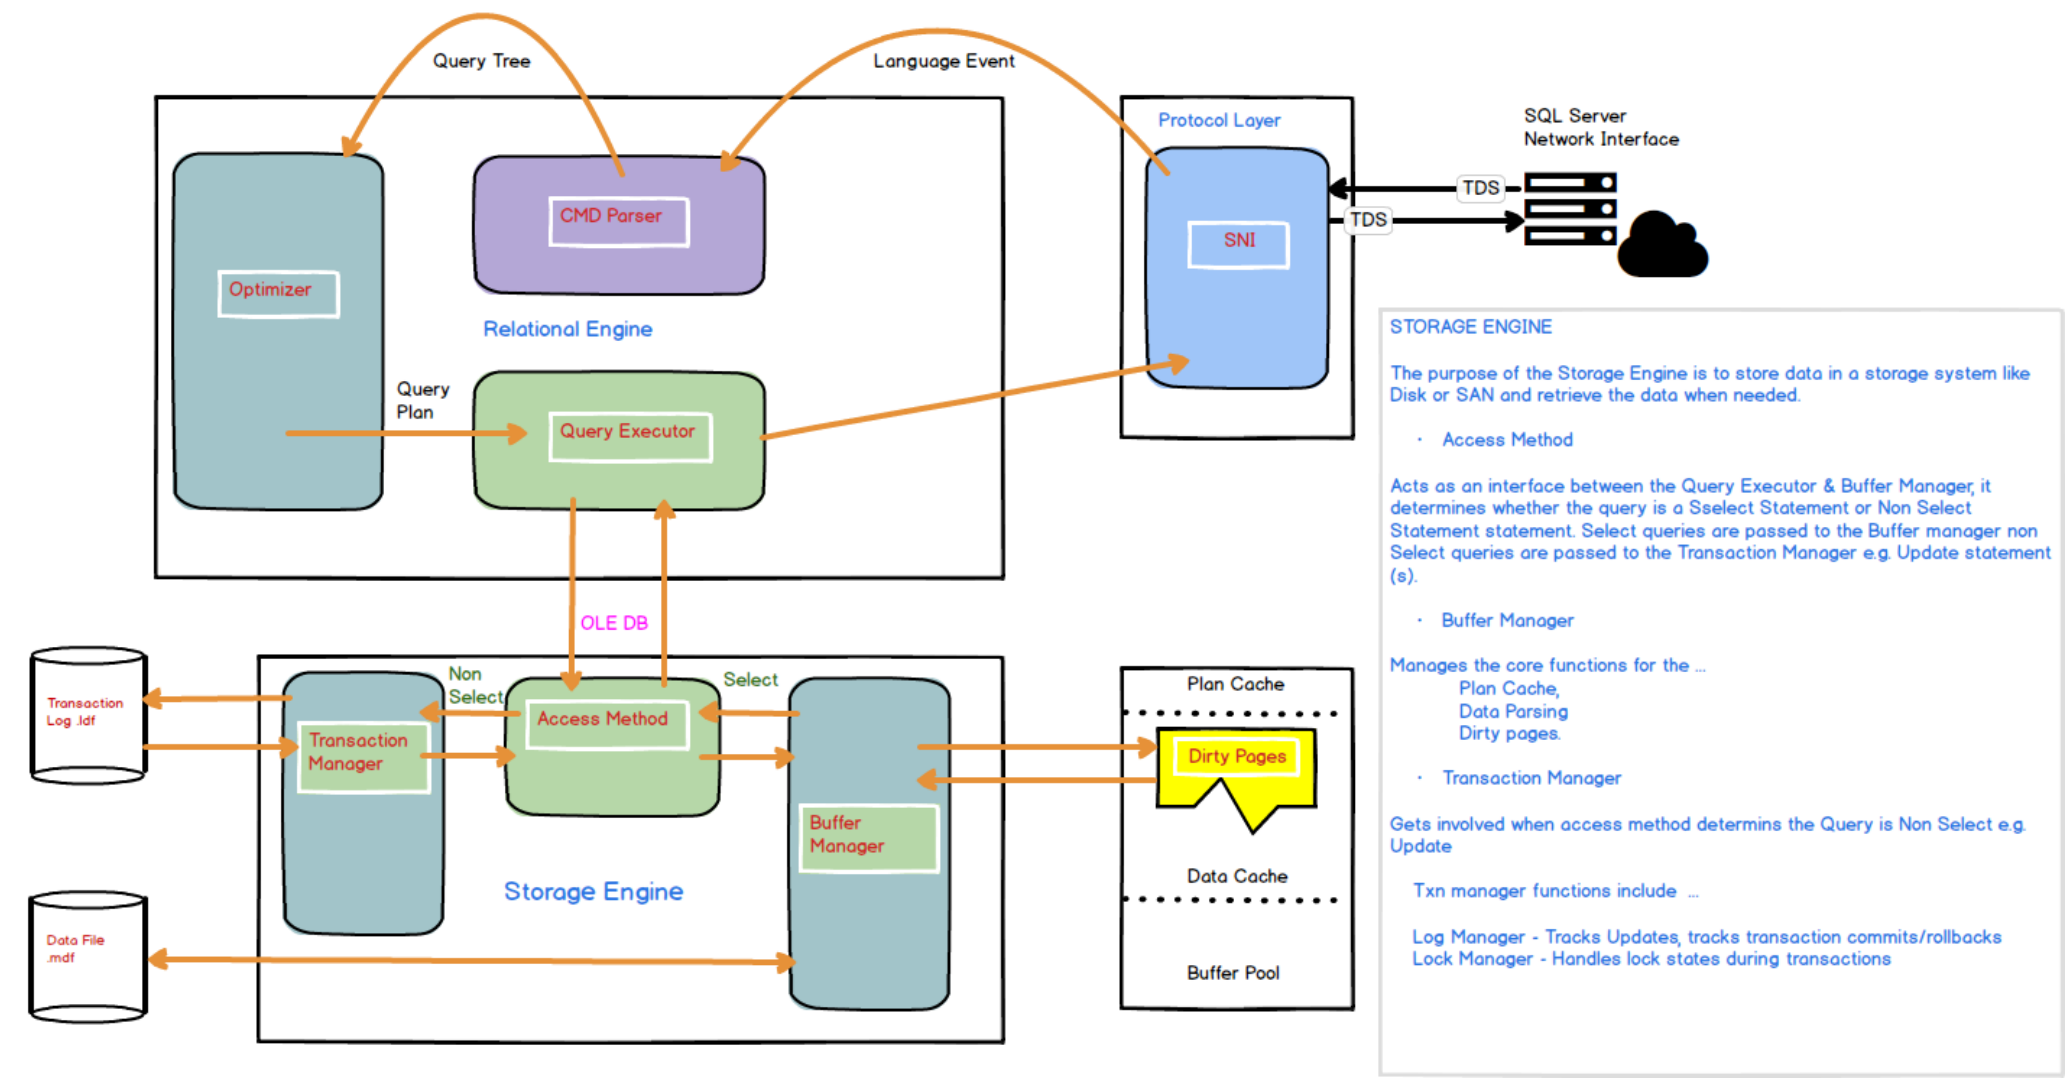 Query Tree
Language Event
Protocol Layer
SQL Server
Network Interface
TDS
TDS
CMD Parser
SNI
Optimizer
Relational Engine
Query
Plan
Query Executor
OLE DB
Non
Select
Select
Transaction
Log .ldf
Access Method
Transaction
Manager
Buffer
Manager
Storage Engine
Data File
.mdf
Plan Cache
Dirty Pages
Data Cache
Buffer Pool
STORAGE ENGINE
The purpose of the Storage Engine is to store data in a storage system like
Disk or SAN and retrieve the data when needed.
· Access Method
Acts as an interface between the Query Executor & Buffer Manager, it
determines whether the query is a Sselect Statement or Non Select
Statement statement. Select queries are passed to the Buffer manager non
Select queries are passed to the Transaction Manager e.g. Update statement
(s).
· Buffer Manager
Manages the core functions for the ...
Plan Cache,
Data Parsing
Dirty pages.
· Transaction Manager
Gets involved when access method determins the Query is Non Select e.g.
Update
Txn manager functions include ...
Log Manager - Tracks Updates, tracks transaction commits/rollbacks
Lock Manager - Handles lock states during transactions